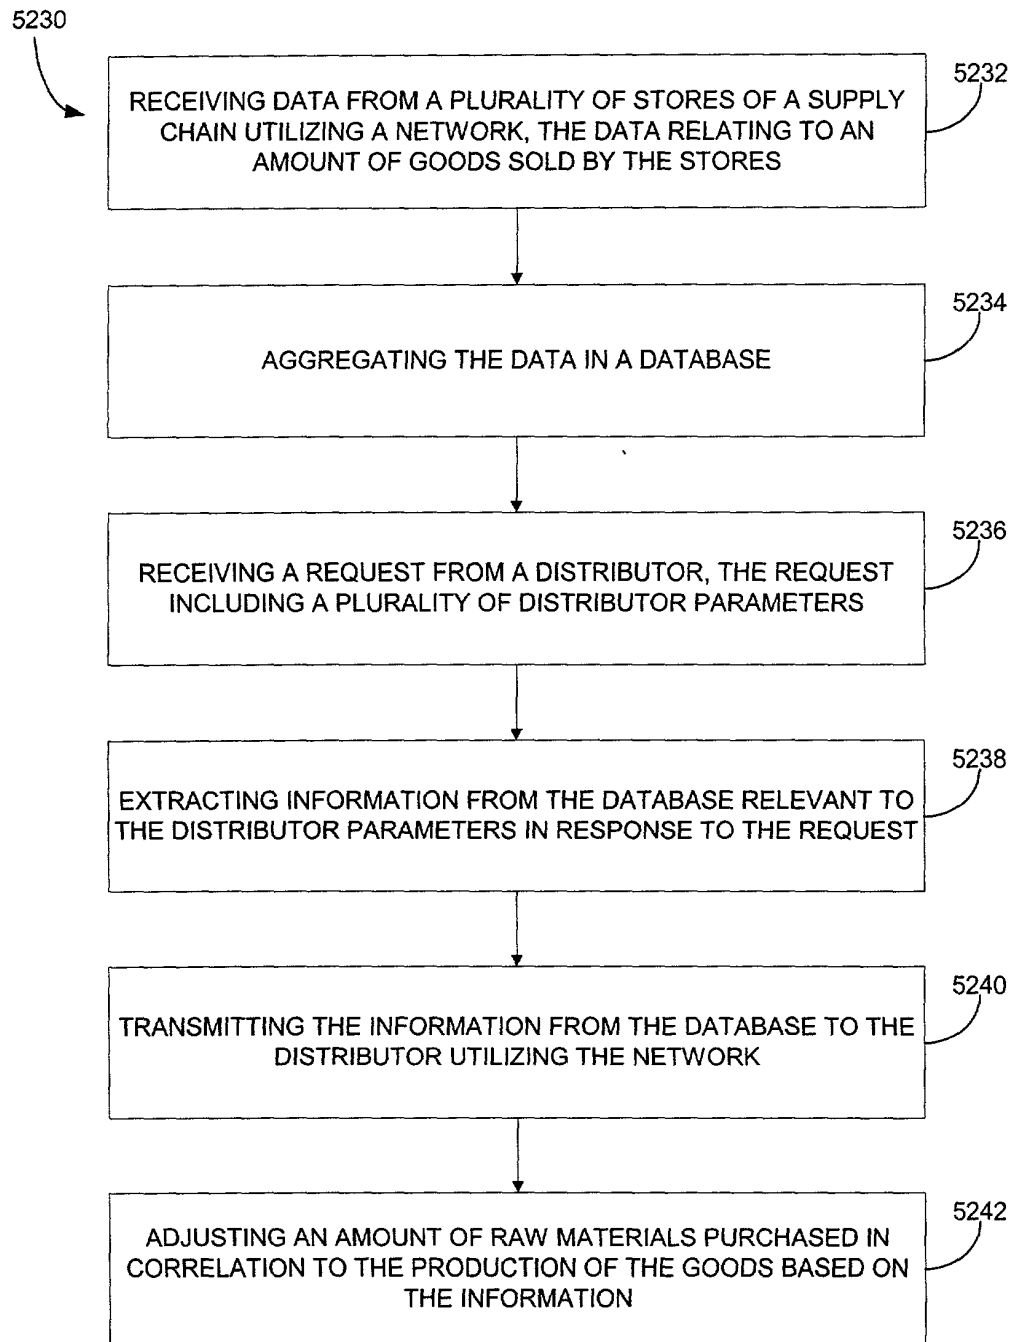 5230
5232
RECEIVING DATA FROM A PLURALITY OF STORES OF A SUPPLY
CHAIN UTILIZING A NETWORK, THE DATA RELATING TO AN
AMOUNT OF GOODS SOLD BY THE STORES
5234
AGGREGATING THE DATA IN A DATABASE
5236
RECEIVING A REQUEST FROM A DISTRIBUTOR, THE REQUEST
INCLUDING A PLURALITY OF DISTRIBUTOR PARAMETERS
5238
EXTRACTING INFORMATION FROM THE DATABASE RELEVANT TO
THE DISTRIBUTOR PARAMETERS IN RESPONSE TO THE REQUEST
5240
TRANSMITTING THE INFORMATION FROM THE DATABASE TO THE
DISTRIBUTOR UTILIZING THE NETWORK
5242
ADJUSTING AN AMOUNT OF RAW MATERIALS PURCHASED IN
CORRELATION TO THE PRODUCTION OF THE GOODS BASED ON
THE INFORMATION